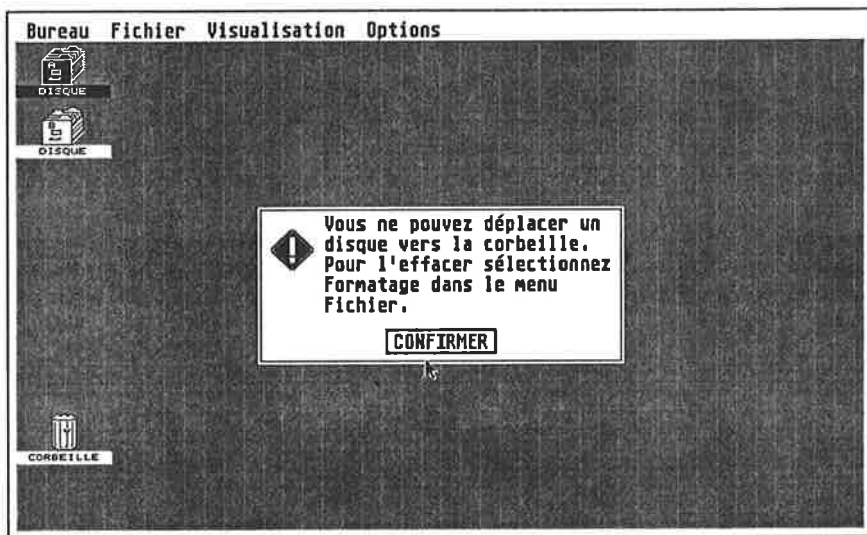 Bureau Fichier Visualisation Options
A
DISQUE
B
DISQUE
Vous ne pouvez déplacer un
disque vers la corbeille.
Pour l'effacer sélectionnez
Formatage dans le menu
Fichier.
CONFIRMER
CORBEILLE